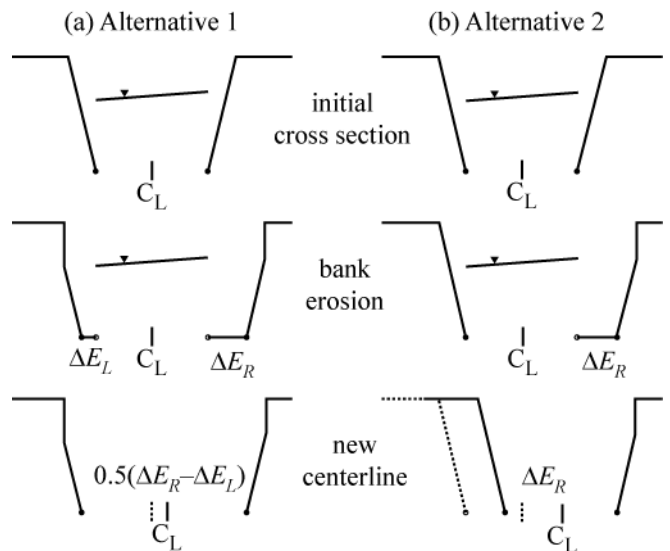 (a) Alternative 1
(b) Alternative 2
initial
cross section
C_L
C_L
bank
erosion
ΔE_L
C_L
ΔE_R
C_L
ΔE_R
new
centerline
0.5(ΔE_R–ΔE_L)
C_L
ΔE_R
C_L